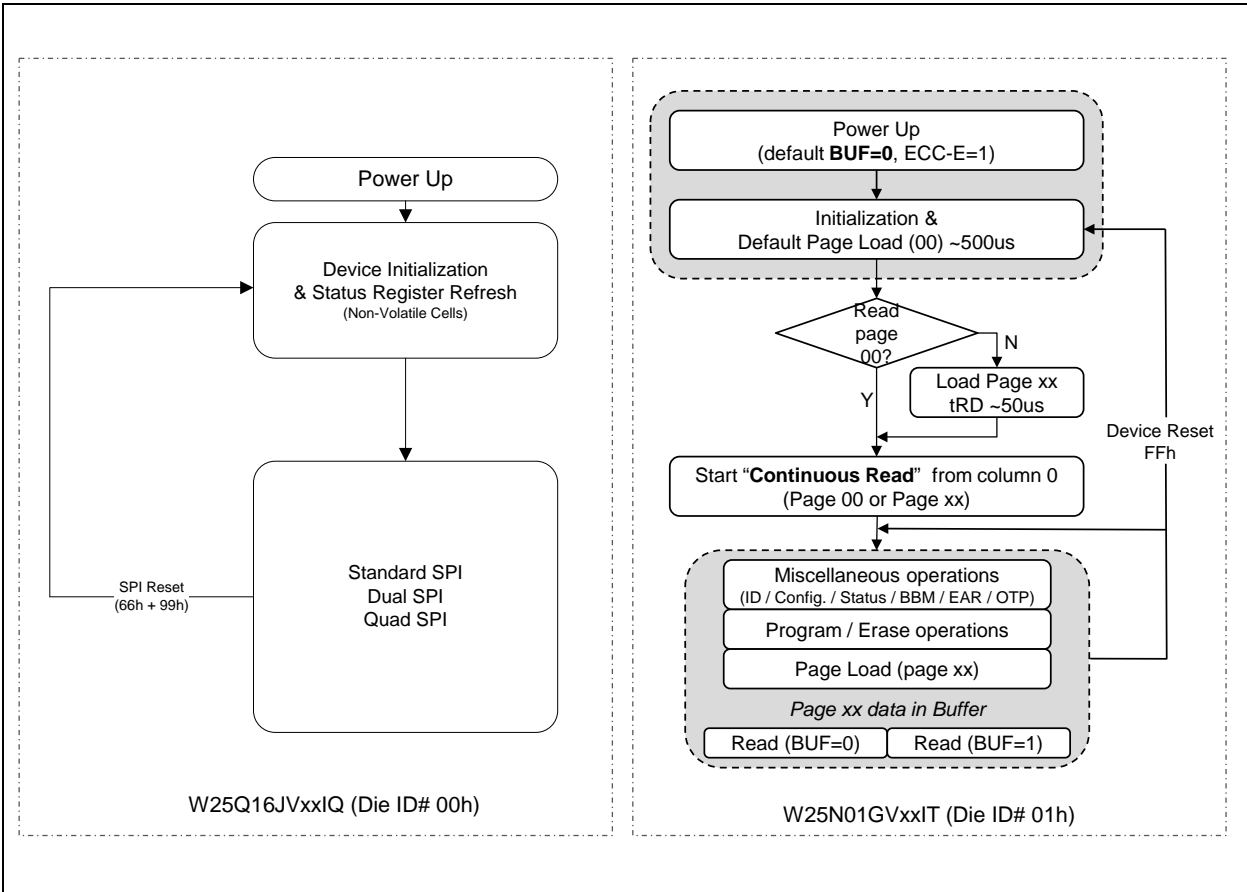 Power Up
Device Initialization
& Status Register Refresh
(Non-Volatile Cells)
SPI Reset
(66h + 99h)
Standard SPI
Dual SPI
Quad SPI
W25Q16JVxxIQ (Die ID# 00h)
Power Up
(default BUF=0, ECC-E=1)
Initialization &
Default Page Load (00) ~500us
Read
page
00?
N
Load Page xx
tRD ~50us
Y
Device Reset
FFh
Start “Continuous Read” from column 0
(Page 00 or Page xx)
Miscellaneous operations
(ID / Config. / Status / BBM / EAR / OTP)
Program / Erase operations
Page Load (page xx)
Page xx data in Buffer
Read (BUF=0)
Read (BUF=1)
W25N01GVxxIT (Die ID# 01h)